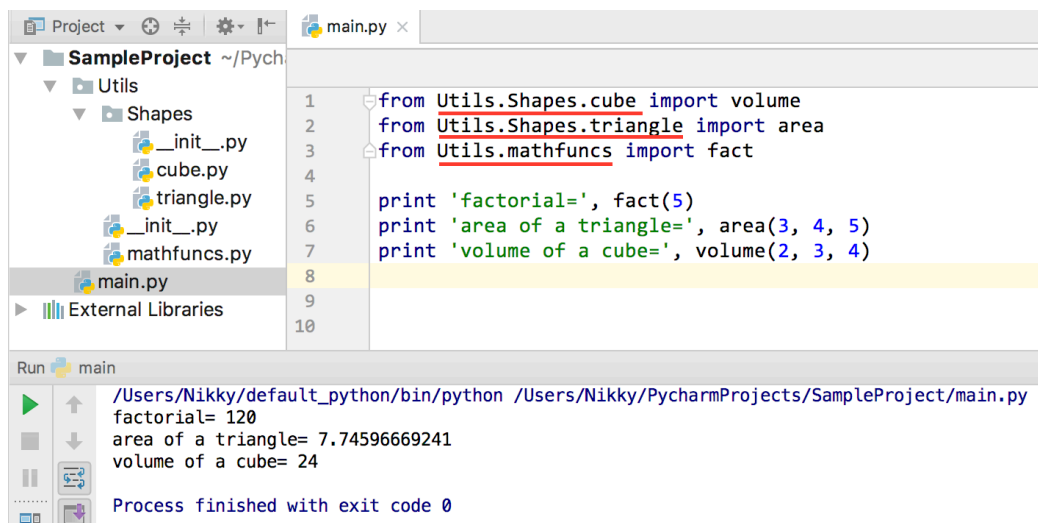 Project
main.py
SampleProject ~/Pych
Utils
Shapes
__init__.py
cube.py
triangle.py
__init__.py
mathfuncs.py
main.py
External Libraries
1 from Utils.Shapes.cube import volume
2 from Utils.Shapes.triangle import area
3 from Utils.mathfuncs import fact
4
5 print 'factorial=', fact(5)
6 print 'area of a triangle=', area(3, 4, 5)
7 print 'volume of a cube=', volume(2, 3, 4)
8
9
10
Run main
/Users/Nikky/default_python/bin/python /Users/Nikky/PycharmProjects/SampleProject/main.py
factorial= 120
area of a triangle= 7.74596669241
volume of a cube= 24
Process finished with exit code 0